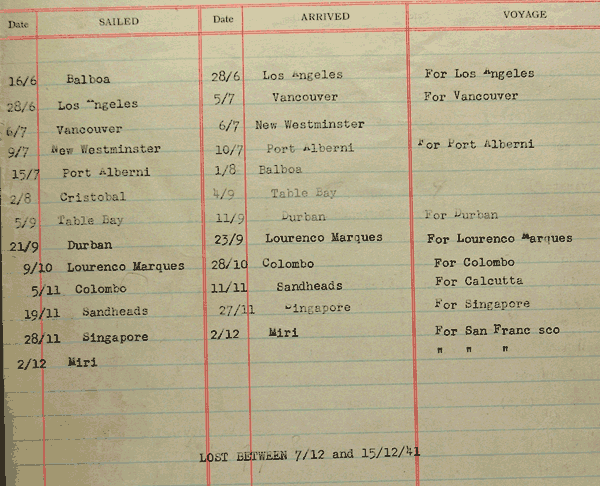 Date SAILED Date ARRIVED VOYAGE
16/6 Balboa 28/6 Los Angeles For Los Angeles
28/6 Los Angeles 5/7 Vancouver For Vancouver
6/7 Vancouver 6/7 New Westminster
9/7 New Westminster 10/7 Port Alberni For Port Alberni
15/7 Port Alberni 1/8 Balboa
2/8 Cristobal 4/9 Table Bay
5/9 Table Bay 11/9 Durban For Durban
21/9 Durban 23/9 Lourenco Marques For Lourenco Marques
9/10 Lourenco Marques 28/10 Colombo For Colombo
5/11 Colombo 11/11 Sandheads For Calcutta
19/11 Sandheads 27/11 Singapore For Singapore
28/11 Singapore 2/12 Miri For San Franc sco
2/12 Miri " " "
LOST BETWEEN 7/12 and 15/12/41